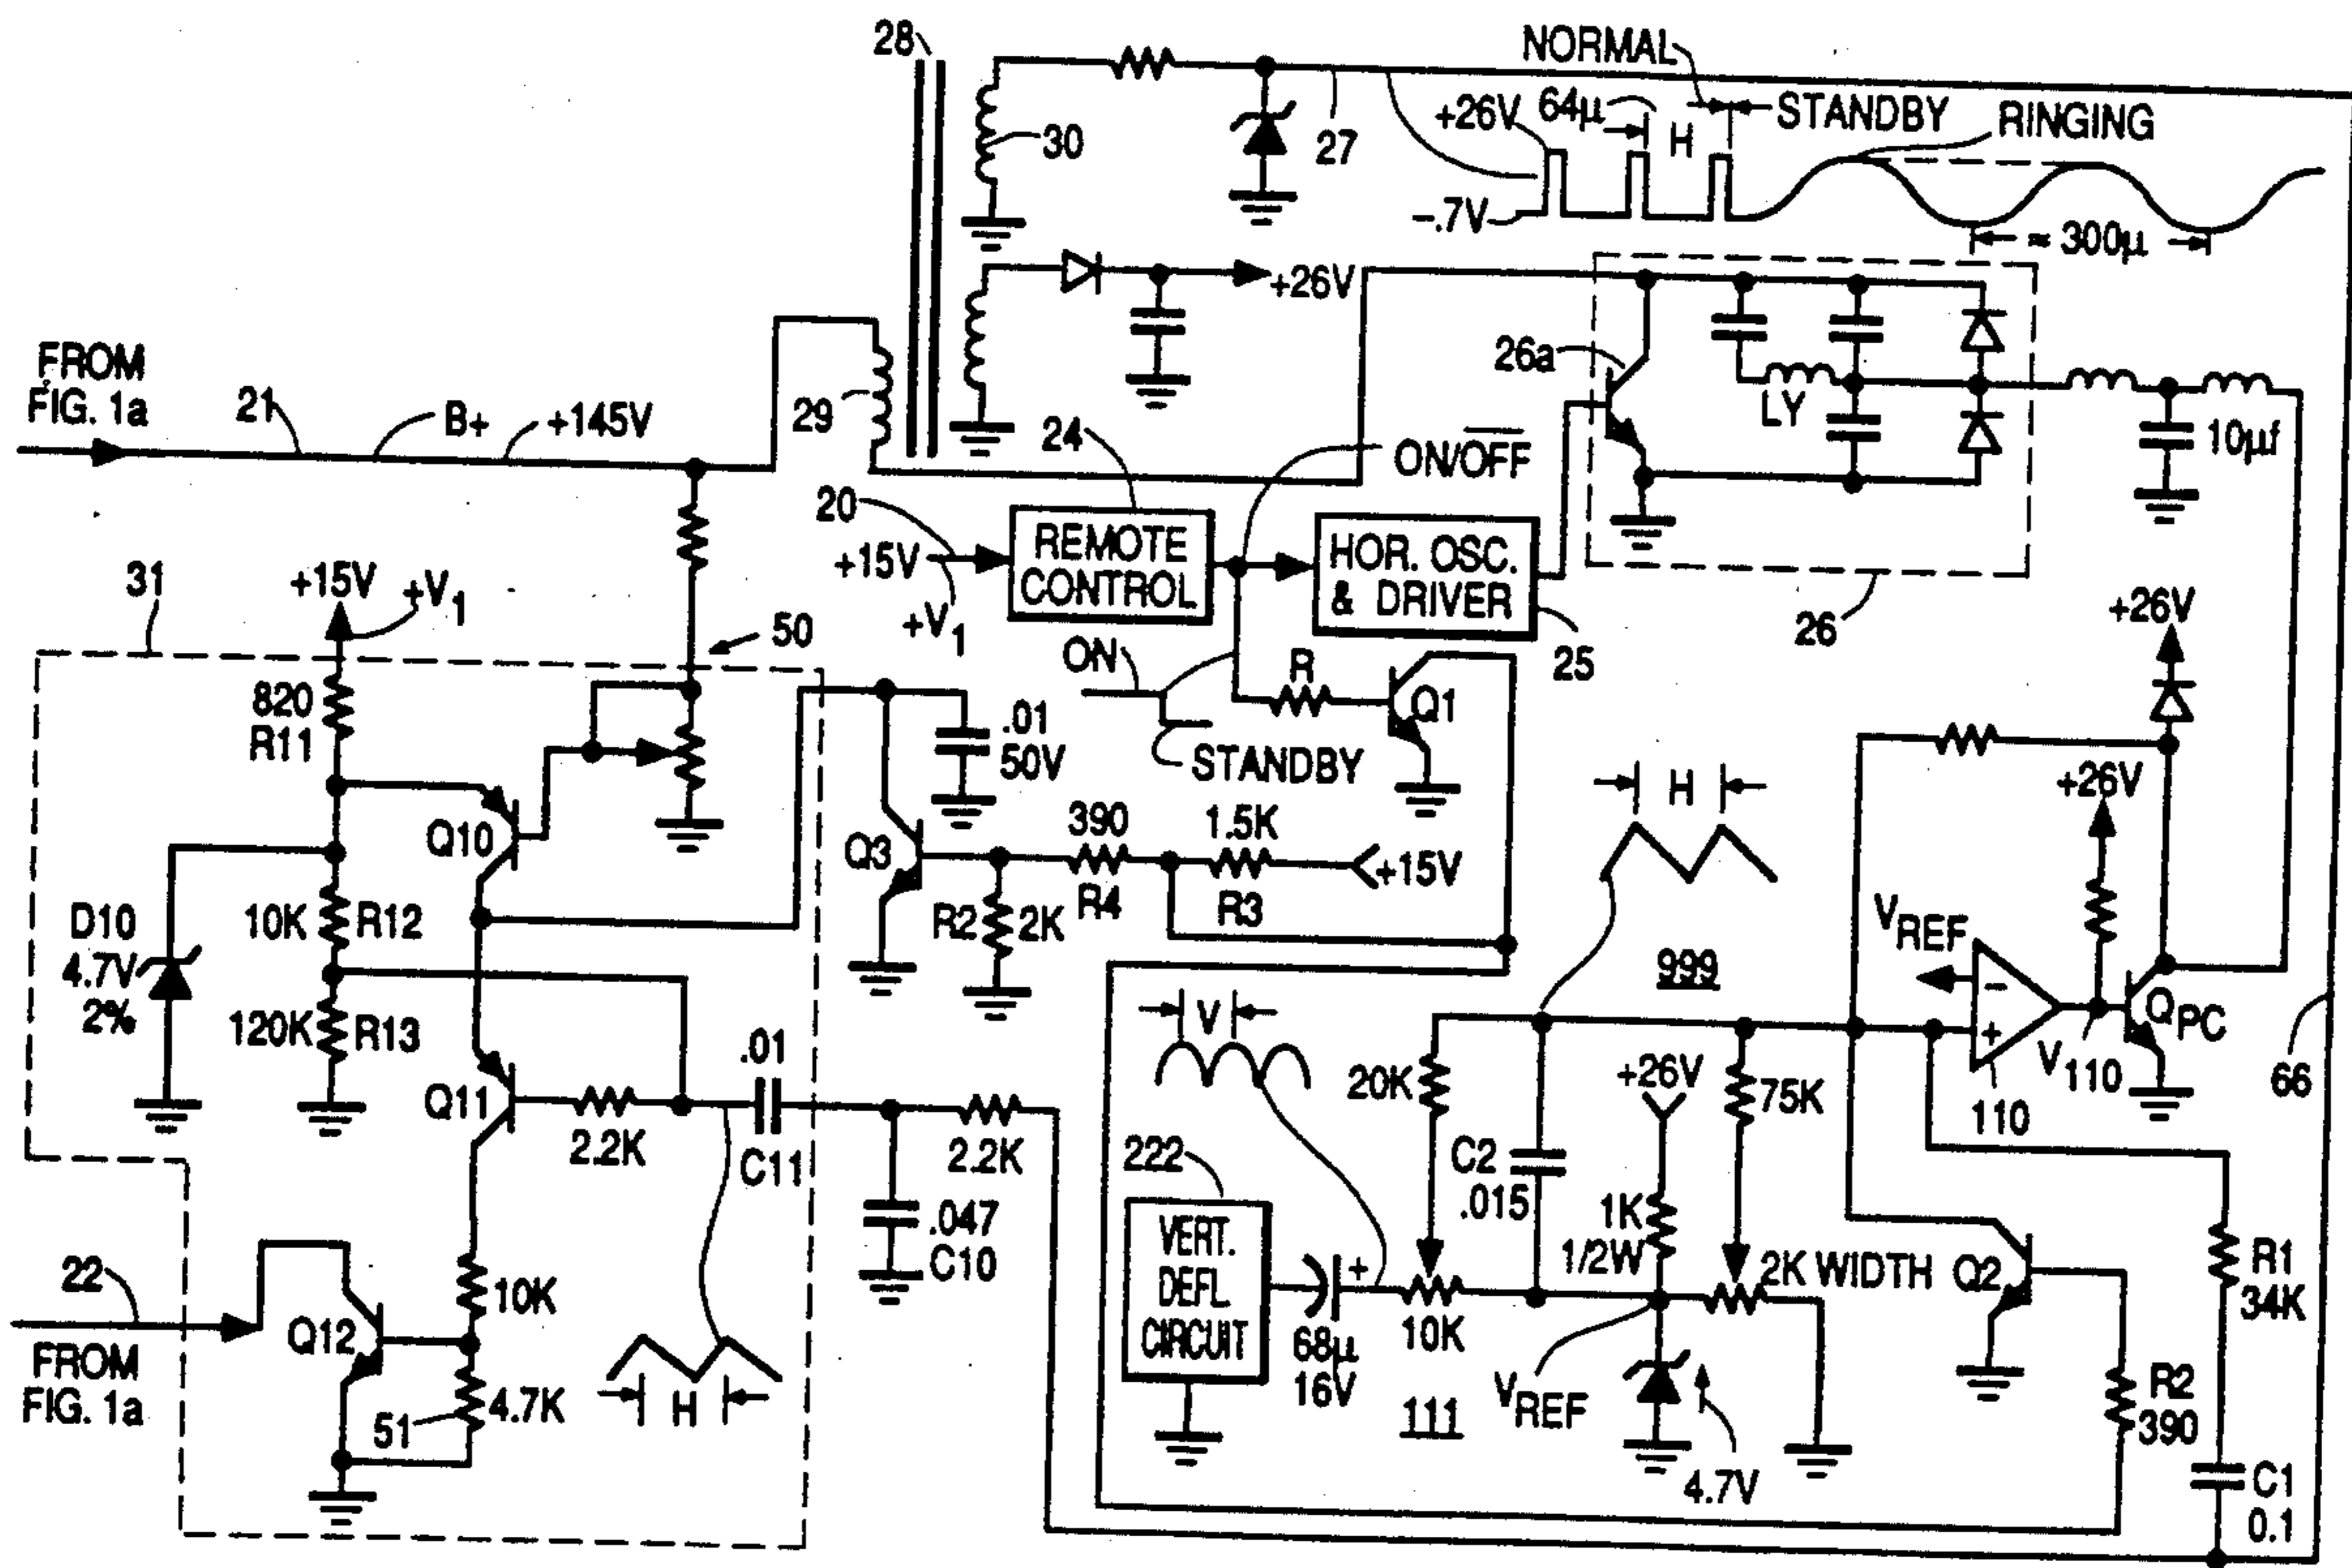 28
NORMAL
+26V
64µ
H
STANDBY
RINGING
30
27
-.7V
≈ 300µ
+26V
26a
FROM
FIG. 1a
21
B+
+145V
29
24
ON/OFF
LY
10µf
20
+15V
+V1
REMOTE
CONTROL
HOR. OSC.
& DRIVER
25
26
+26V
31
+15V
+V1
50
ON
STANDBY
R
Q1
820
R11
.01
50V
H
+26V
Q10
Q3
390
R4
1.5K
R3
+15V
R2
2K
D10
4.7V
2%
10K
R12
120K
R13
999
VREF
−
+
QPC
V110
110
66
V
.01
C11
Q11
2.2K
2.2K
20K
+26V
75K
222
VERT.
DEFL
CIRCUIT
C2
.015
1K
1/2W
2K WIDTH
Q2
R1
34K
.047
C10
22
FROM
FIG. 1a
Q12
10K
51
4.7K
H
+
68µ
16V
10K
111
VREF
4.7V
R2
390
C1
0.1